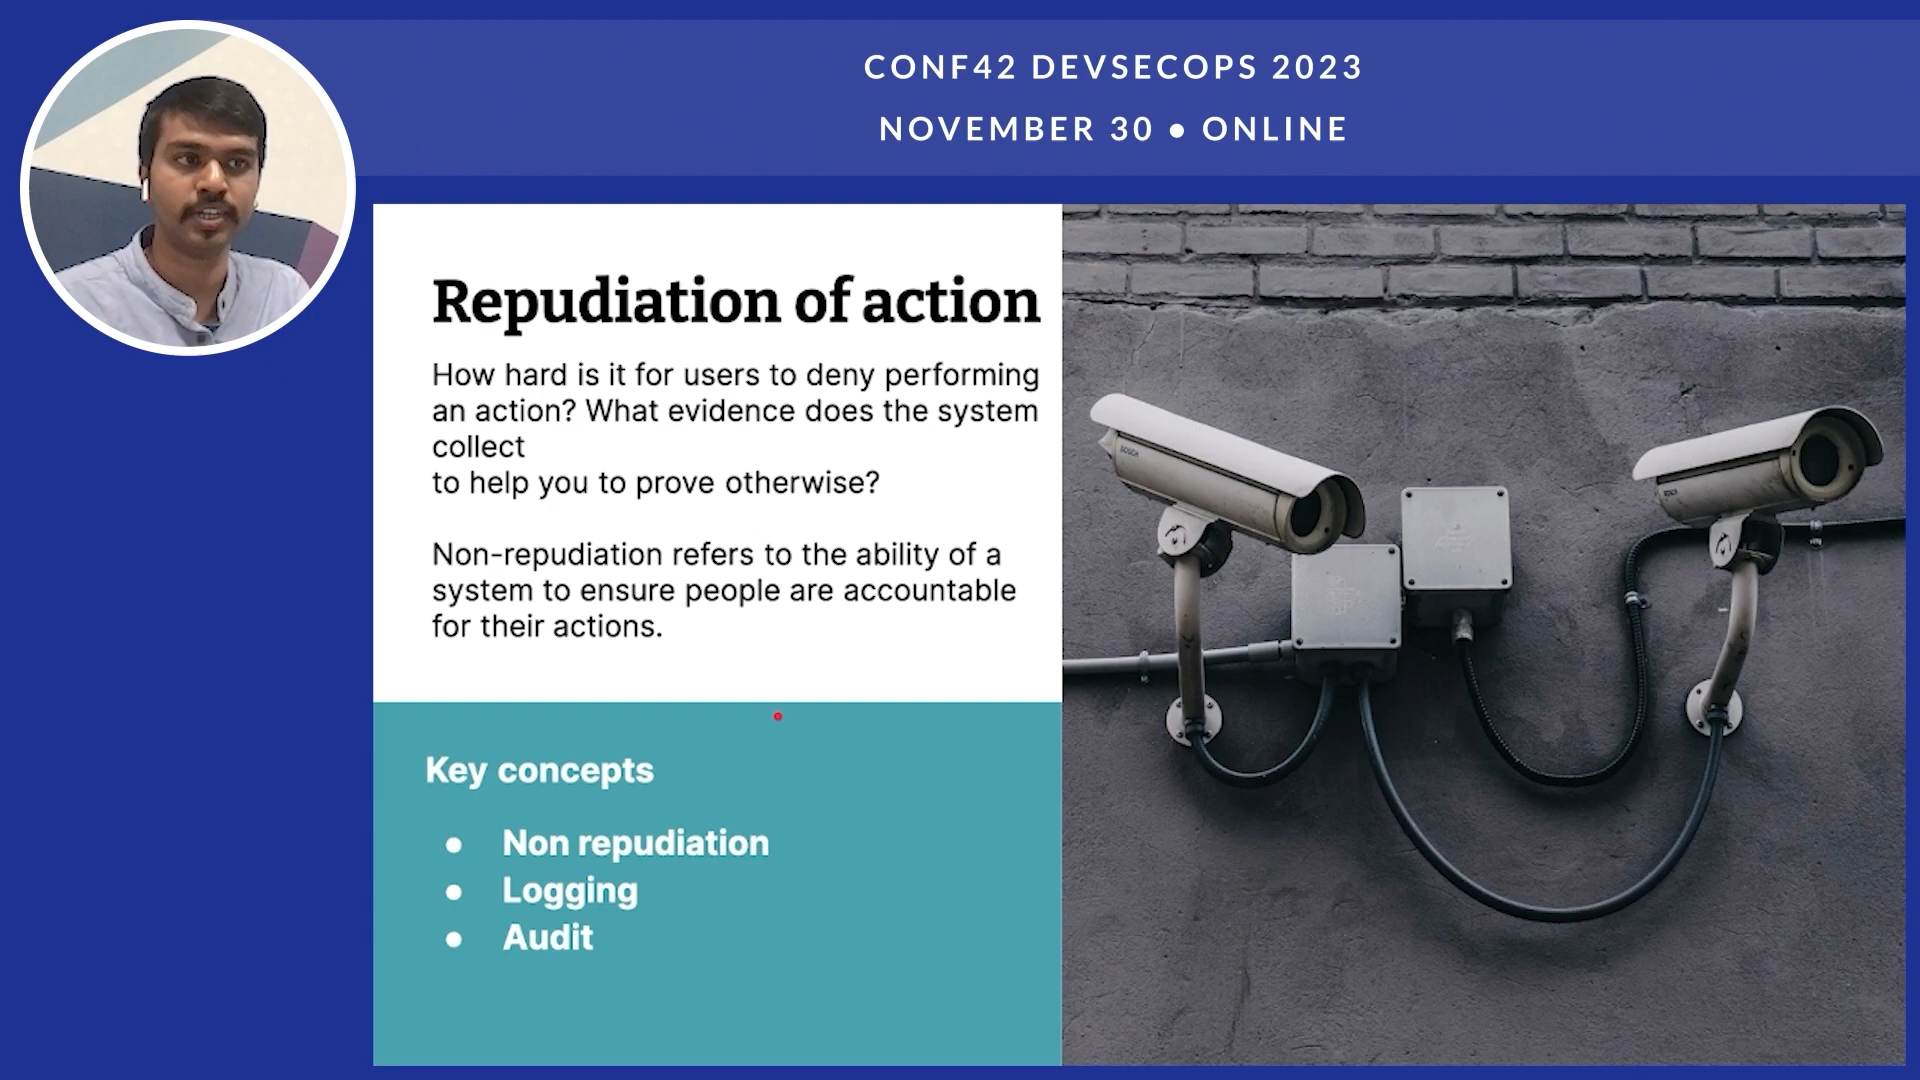 CONF42 DEVSECOPS 2023
NOVEMBER 30 ● ONLINE
Repudiation of action
How hard is it for users to deny performing
an action? What evidence does the system
collect
to help you to prove otherwise?
Non-repudiation refers to the ability of a
system to ensure people are accountable
for their actions.
Key concepts
● Non repudiation
● Logging
● Audit
BOSCH
BOSCH